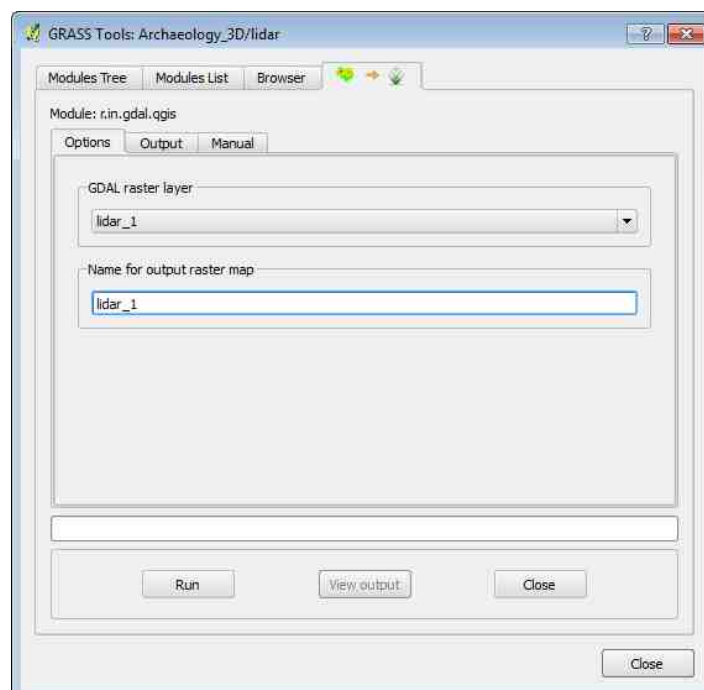 GRASS Tools: Archaeology_3D/lidar
Modules Tree Modules List Browser
Module: r.in.gdal.qgis
Options Output Manual
GDAL raster layer
lidar_1
Name for output raster map
lidar_1
Run View output Close
Close